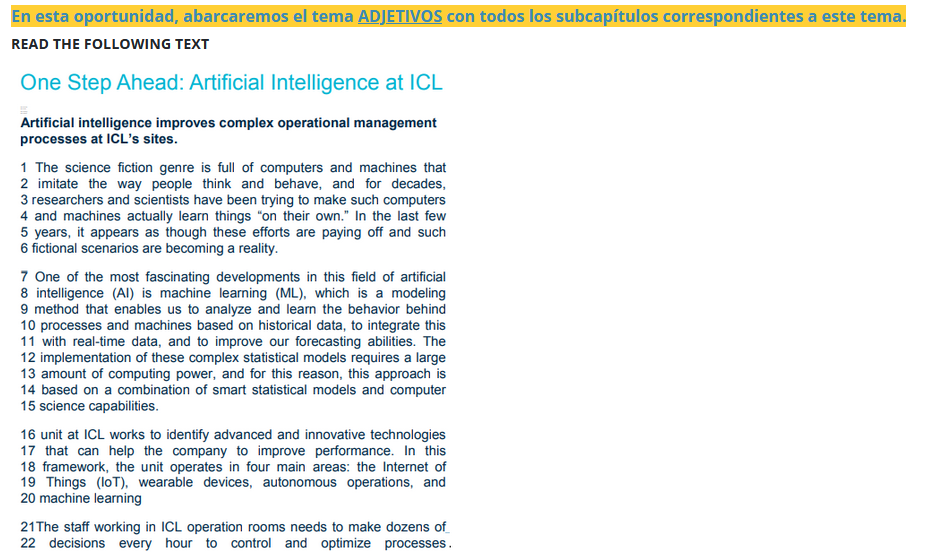 En esta oportunidad, abarcaremos el tema ADJETIVOS con todos los subcapítulos correspondientes a este tema.
READ THE FOLLOWING TEXT
One Step Ahead: Artificial Intelligence at ICL
Artificial intelligence improves complex operational management
processes at ICL’s sites.
1 The science fiction genre is full of computers and machines that
2 imitate the way people think and behave, and for decades,
3 researchers and scientists have been trying to make such computers
4 and machines actually learn things “on their own.” In the last few
5 years, it appears as though these efforts are paying off and such
6 fictional scenarios are becoming a reality.
7 One of the most fascinating developments in this field of artificial
8 intelligence (AI) is machine learning (ML), which is a modeling
9 method that enables us to analyze and learn the behavior behind
10 processes and machines based on historical data, to integrate this
11 with real-time data, and to improve our forecasting abilities. The
12 implementation of these complex statistical models requires a large
13 amount of computing power, and for this reason, this approach is
14 based on a combination of smart statistical models and computer
15 science capabilities.
16 unit at ICL works to identify advanced and innovative technologies
17 that can help the company to improve performance. In this
18 framework, the unit operates in four main areas: the Internet of
19 Things (IoT), wearable devices, autonomous operations, and
20 machine learning
21The staff working in ICL operation rooms needs to make dozens of
22 decisions every hour to control and optimize processes.